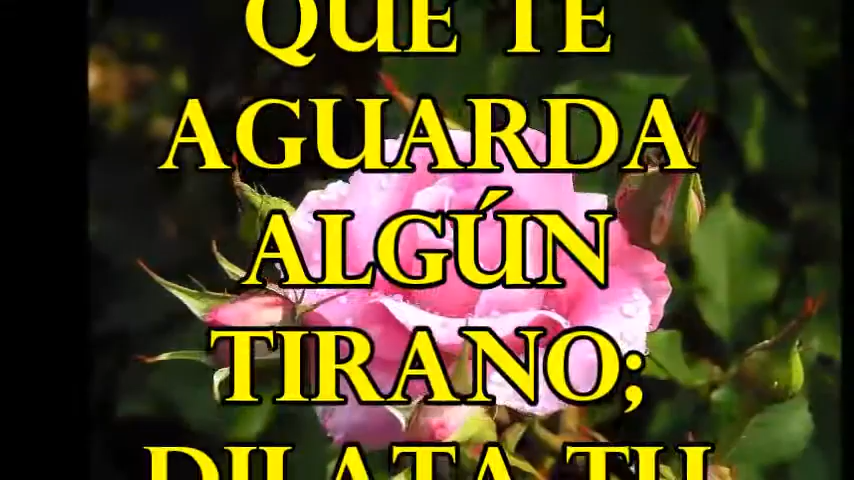 QUE TE
AGUARDA
ALGÚN
TIRANO;
DILATA TU